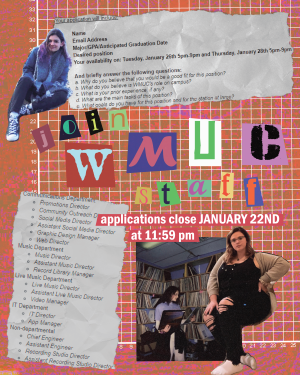 Your application will include:
Name
Email Address
Major/GPA/Anticipated Graduation Date
Desired position
Your availability on: Tuesday, January 26th 5pm-9pm and Thursday, January 28th 5pm-9pm
And briefly answer the following questions:
a. Why do you believe that you would be a good fit for this position?
b. What do you believe is WMUC's role on campus?
c. What is your prior experience, if any?
d. What are the main tasks of this position?
e. What goals do you have for this position and for the station at large?
join
WMUC
staff
applications close JANUARY 22ND
at 11:59 pm
Promotions Director
Community Outreach
Social Media Director
Assistant Social Media Director
Graphic Design Manager
Web Director
Music Department
Music Director
Assistant Music Director
Record Library Manager
Live Music Department
Live Music Director
Assistant Live Music Director
Video Manager
IT Department
IT Director
App Manager
Non-departmental
Chief Engineer
Assistant Engineer
Recording Studio Director
Assistant Recording Studio Director